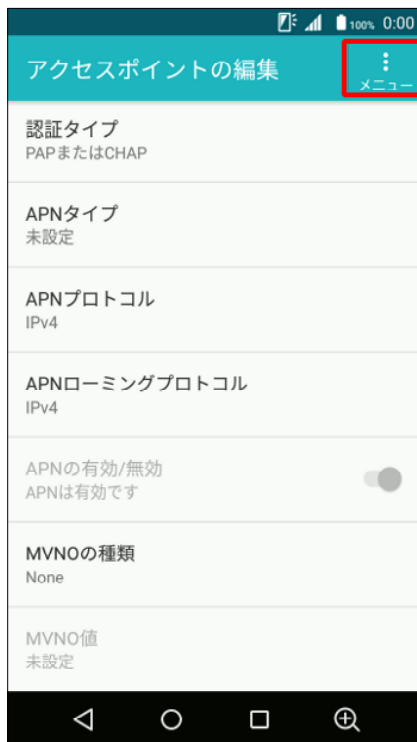 100% 0:00
アクセスポイントの編集
メニュー
認証タイプ
PAPまたはCHAP
APNタイプ
未設定
APNプロトコル
IPv4
APNローミングプロトコル
IPv4
APNの有効/無効
APNは有効です
MVNOの種類
None
MVNO値
未設定